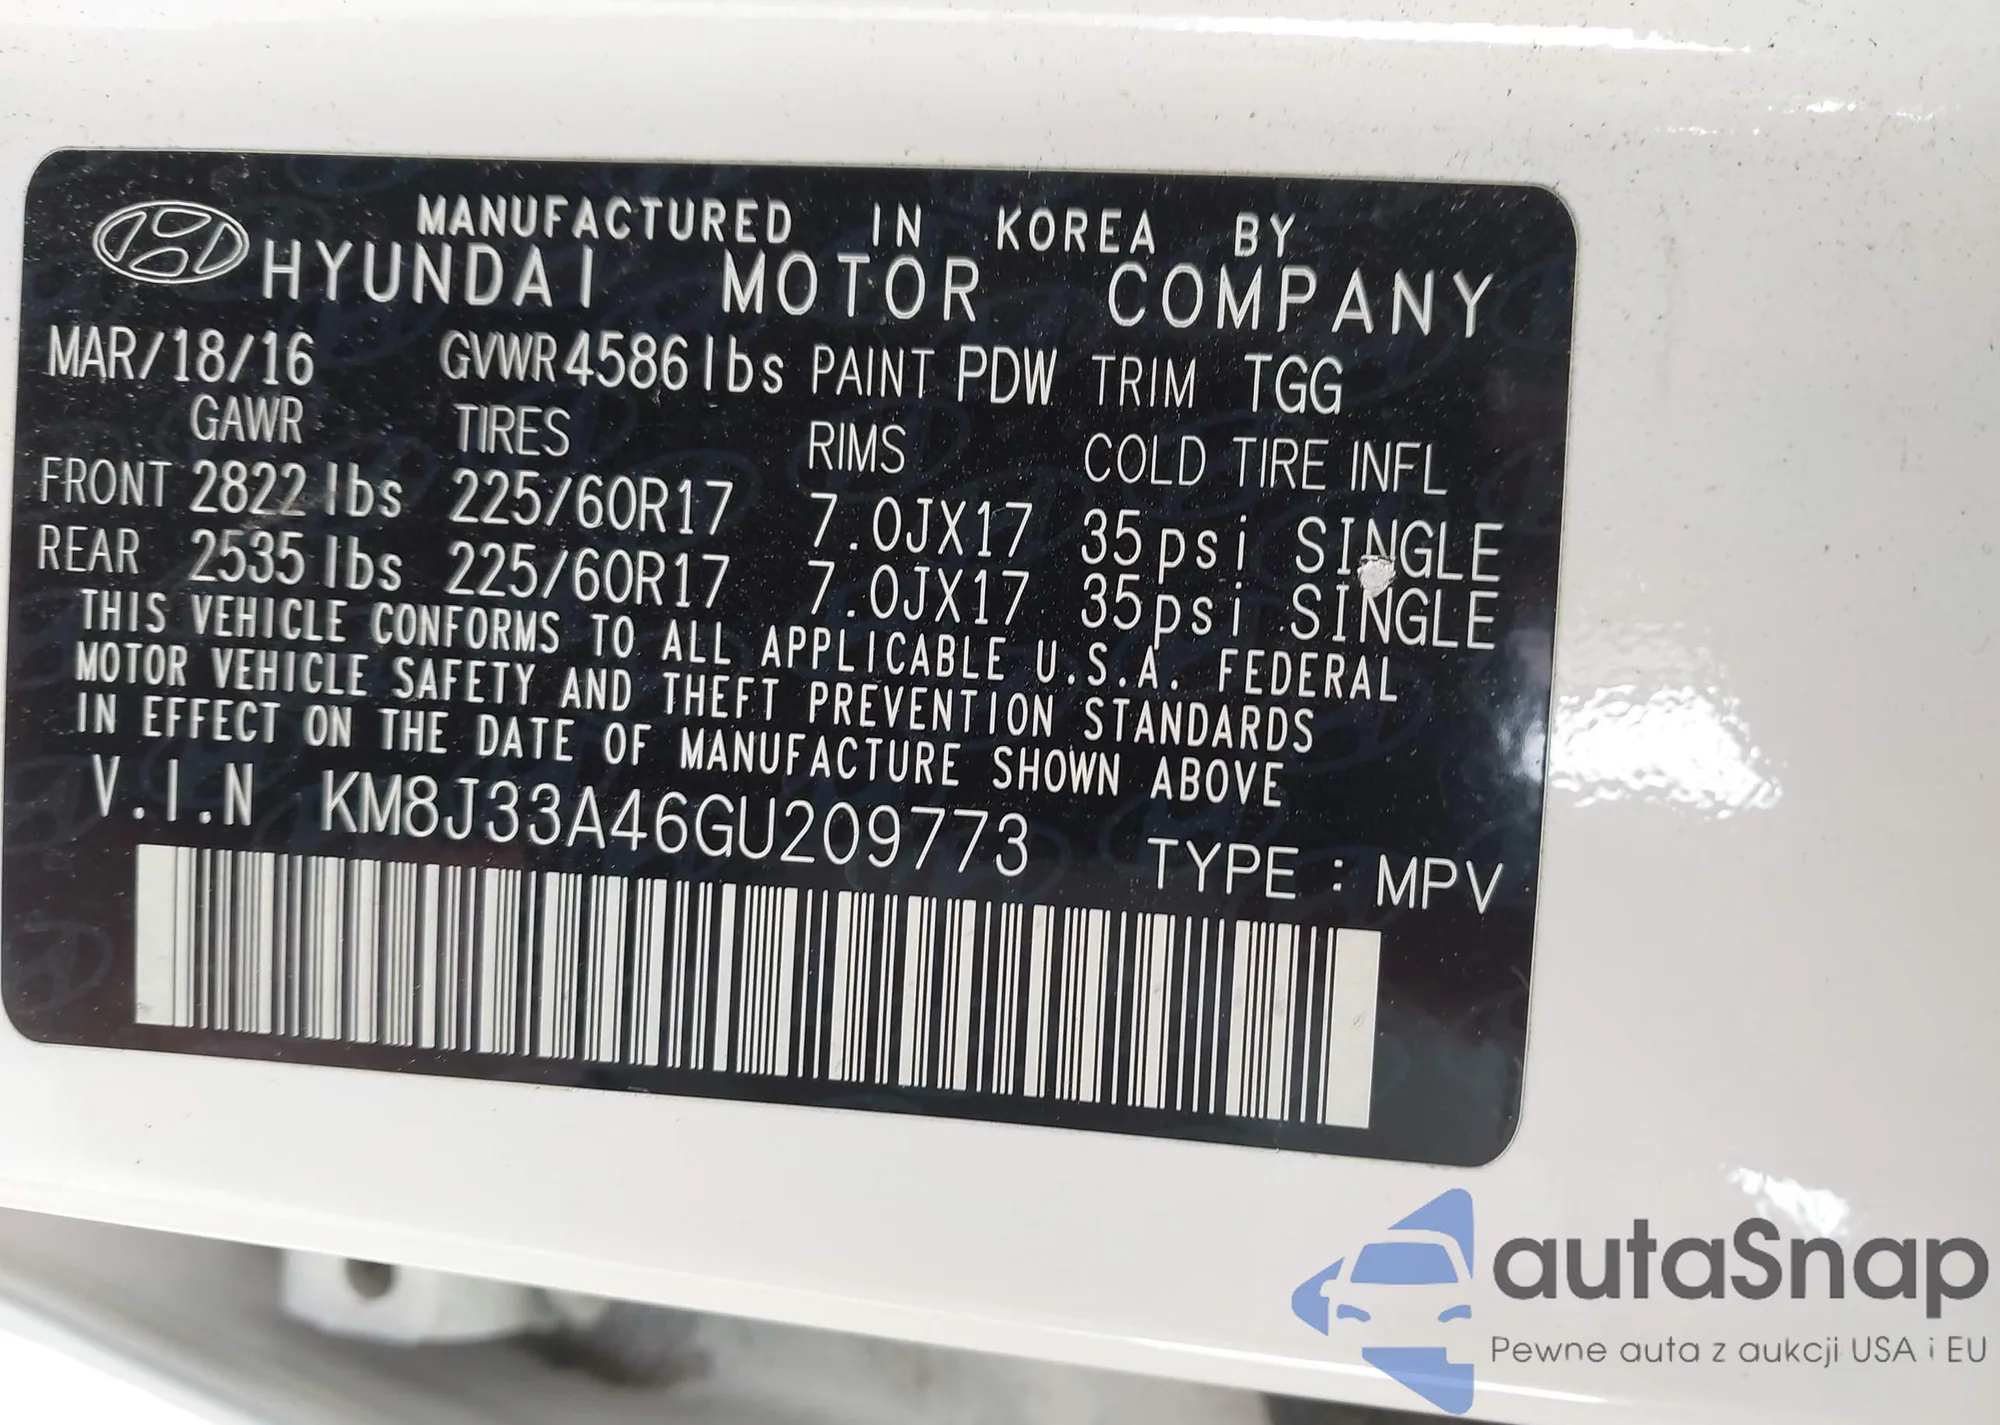 MANUFACTURED IN KOREA BY
HYUNDAI MOTOR COMPANY
MAR/18/16 GVWR 4586 lbs PAINT PDW TRIM TGG
GAWR TIRES RIMS COLD TIRE INFL
FRONT 2822 lbs 225/60R17 7.0JX17 35psi SINGLE
REAR 2535 lbs 225/60R17 7.0JX17 35psi SINGLE
THIS VEHICLE CONFORMS TO ALL APPLICABLE U.S.A. FEDERAL
MOTOR VEHICLE SAFETY AND THEFT PREVENTION STANDARDS
IN EFFECT ON THE DATE OF MANUFACTURE SHOWN ABOVE
V.I.N KM8J33A46GU209773 TYPE : MPV
autaSnap
Pewne auta z aukcji USA i EU